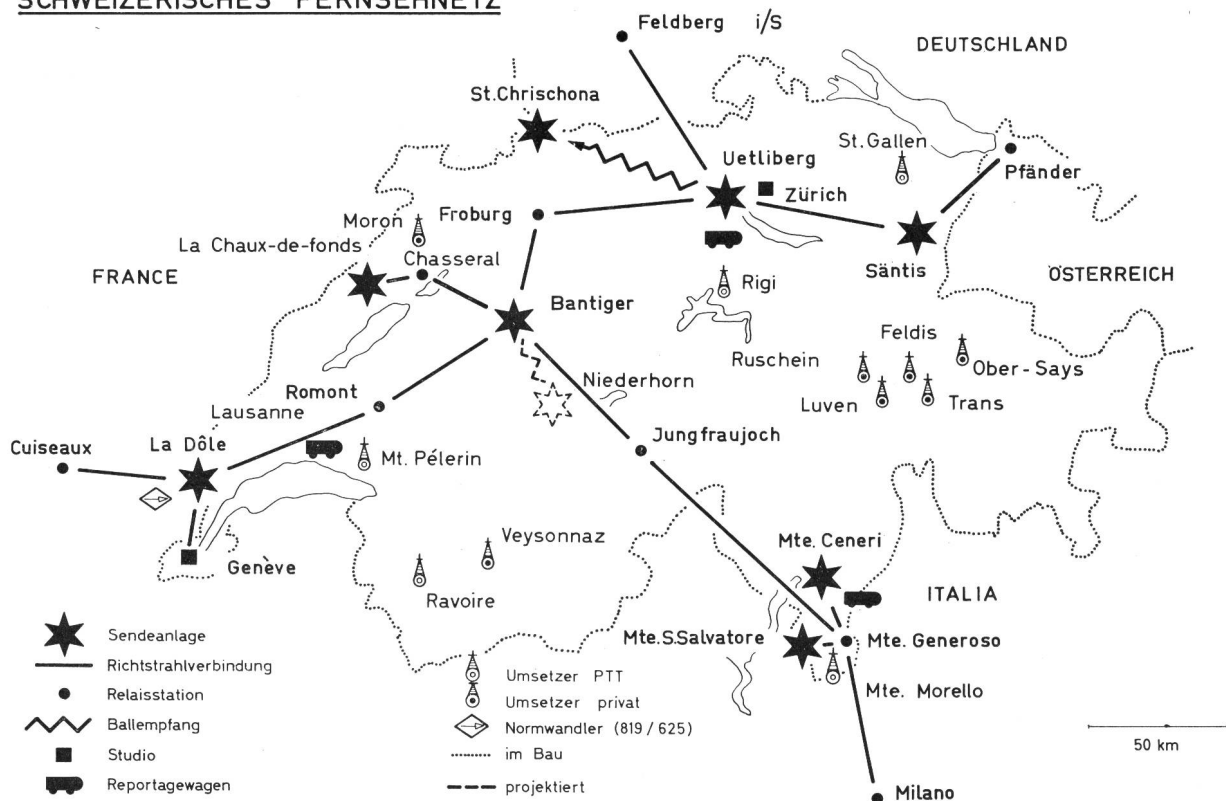 SCHWEIZERISCHES FERNSEHNETZ
Feldberg i/S
DEUTSCHLAND
St.Chrischona
St.Gallen
Uetliberg
Pfänder
Zürich
Moron
Froburg
La Chaux-de-fonds
Chasseral
FRANCE
Säntis
ÖSTERREICH
Rigi
Bantiger
Feldis
Ruschein
Ober-Says
Niederhorn
Romont
Luven
Trans
Lausanne
Cuiseaux
La Dôle
Jungfraujoch
Mt. Pélerin
Veysonnaz
Mte. Ceneri
Genève
Ravoire
ITALIA
Mte.S.Salvatore
Mte. Generoso
Mte. Morello
Milano
Sendeanlage
Richtstrahlverbindung
Relaisstation
Ballempfang
Studio
Reportagewagen
Umsetzer PTT
Umsetzer privat
Normwandler (819/625)
im Bau
projektiert
50 km